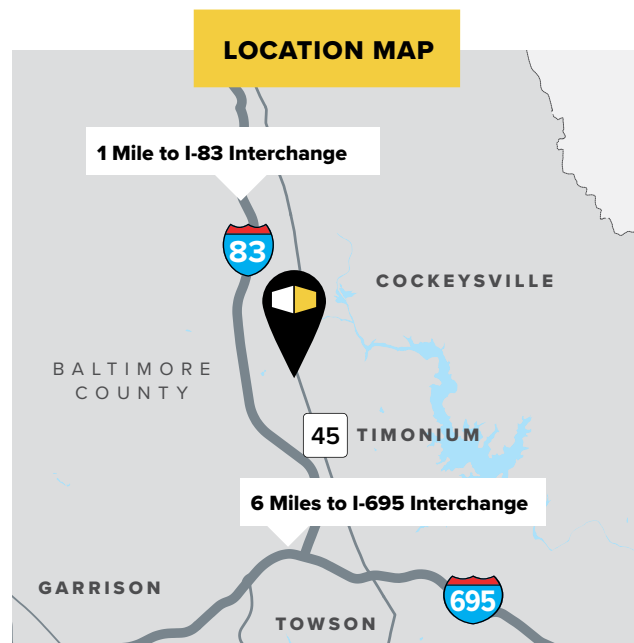 LOCATION MAP
1 Mile to I-83 Interchange
83
COCKEYSVILLE
BALTIMORE
COUNTY
45
TIMONIUM
6 Miles to I-695 Interchange
GARRISON
695
TOWSON